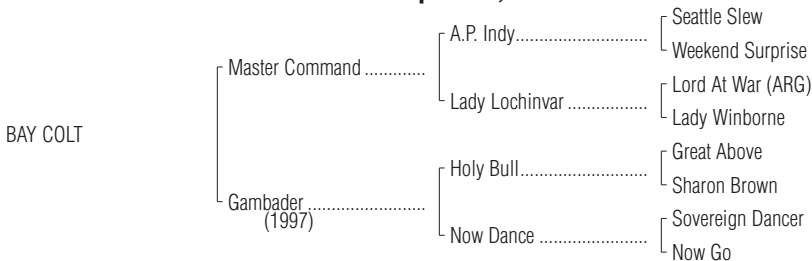 Seattle Slew
A.P. Indy..............................
Weekend Surprise
Master Command .............
Lord At War (ARG)
Lady Lochinvar ..................
Lady Winborne
BAY COLT
Great Above
Holy Bull.............................
Sharon Brown
Gambader .........................
(1997)
Sovereign Dancer
Now Dance ........................
Now Go